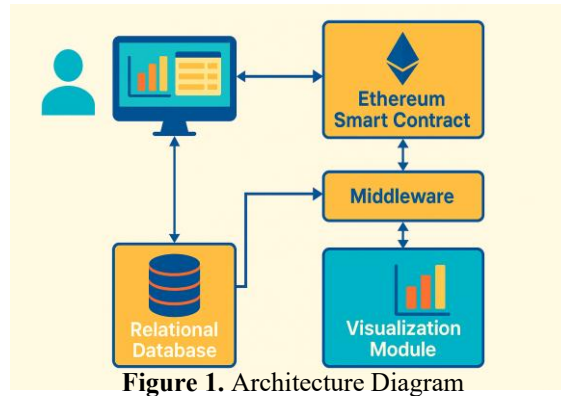 Ethereum
Smart Contract
Middleware
Relational
Database
Visualization
Module
Figure 1. Architecture Diagram